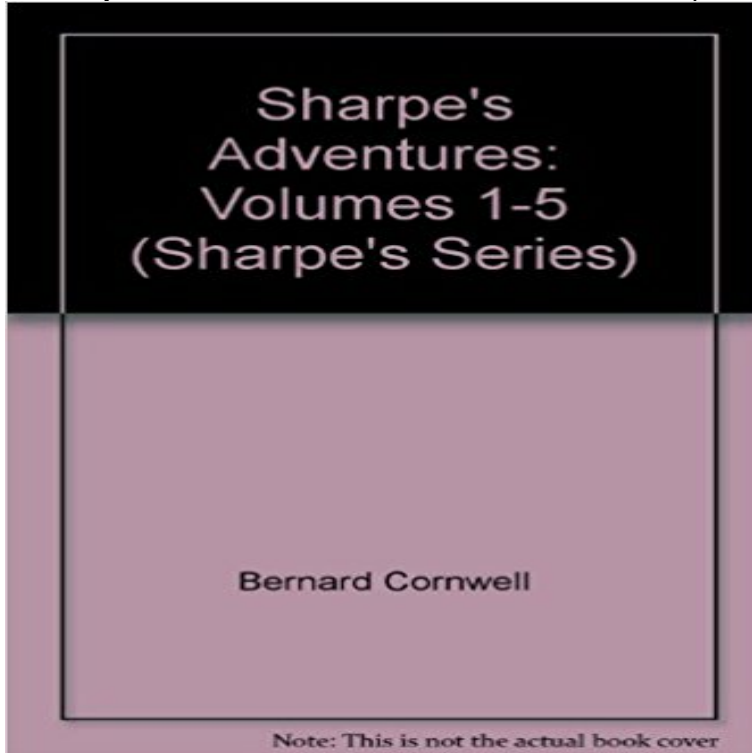 Sharpe's
Adventures:
Volumes 1-5
(Sharpe's Series)
Bernard Cornwell
Note: This is not the actual book cover